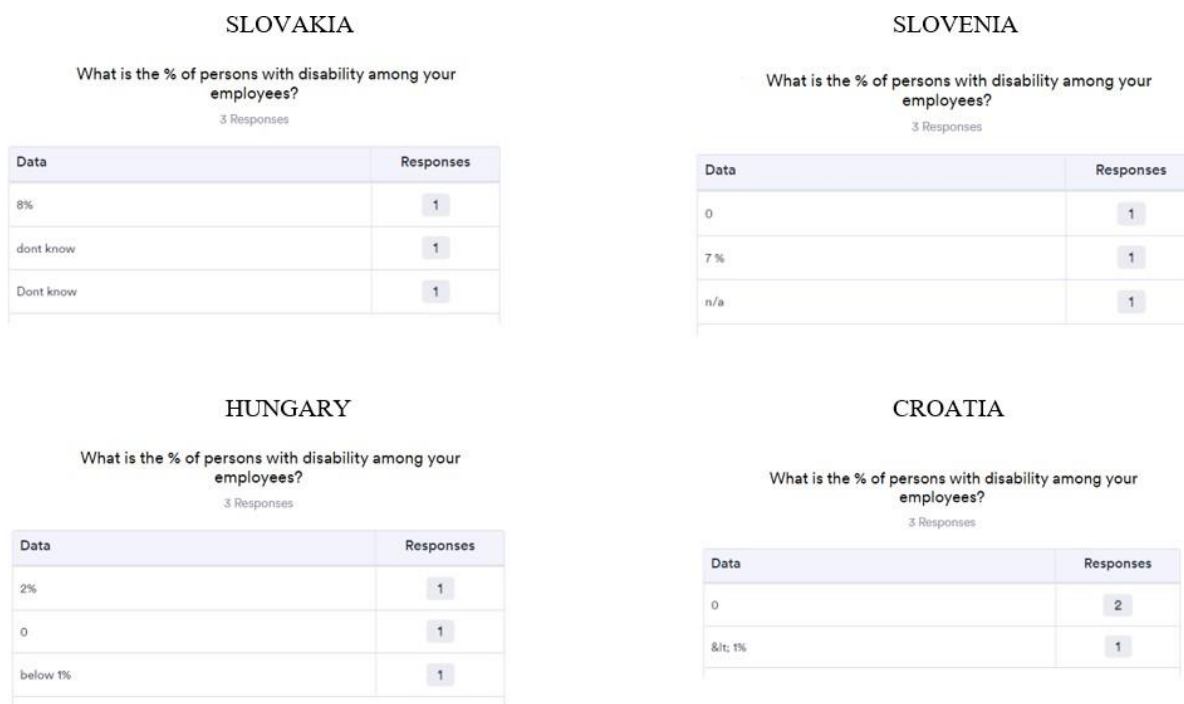 SLOVAKIA
What is the % of persons with disability among your
employees?
3 Responses
Data Responses
8% 1
dont know 1
Dont know 1
SLOVENIA
What is the % of persons with disability among your
employees?
3 Responses
Data Responses
0 1
7 % 1
n/a 1
HUNGARY
What is the % of persons with disability among your
employees?
3 Responses
Data Responses
2% 1
0 1
below 1% 1
CROATIA
What is the % of persons with disability among your
employees?
3 Responses
Data Responses
0 2
&lt; 1% 1